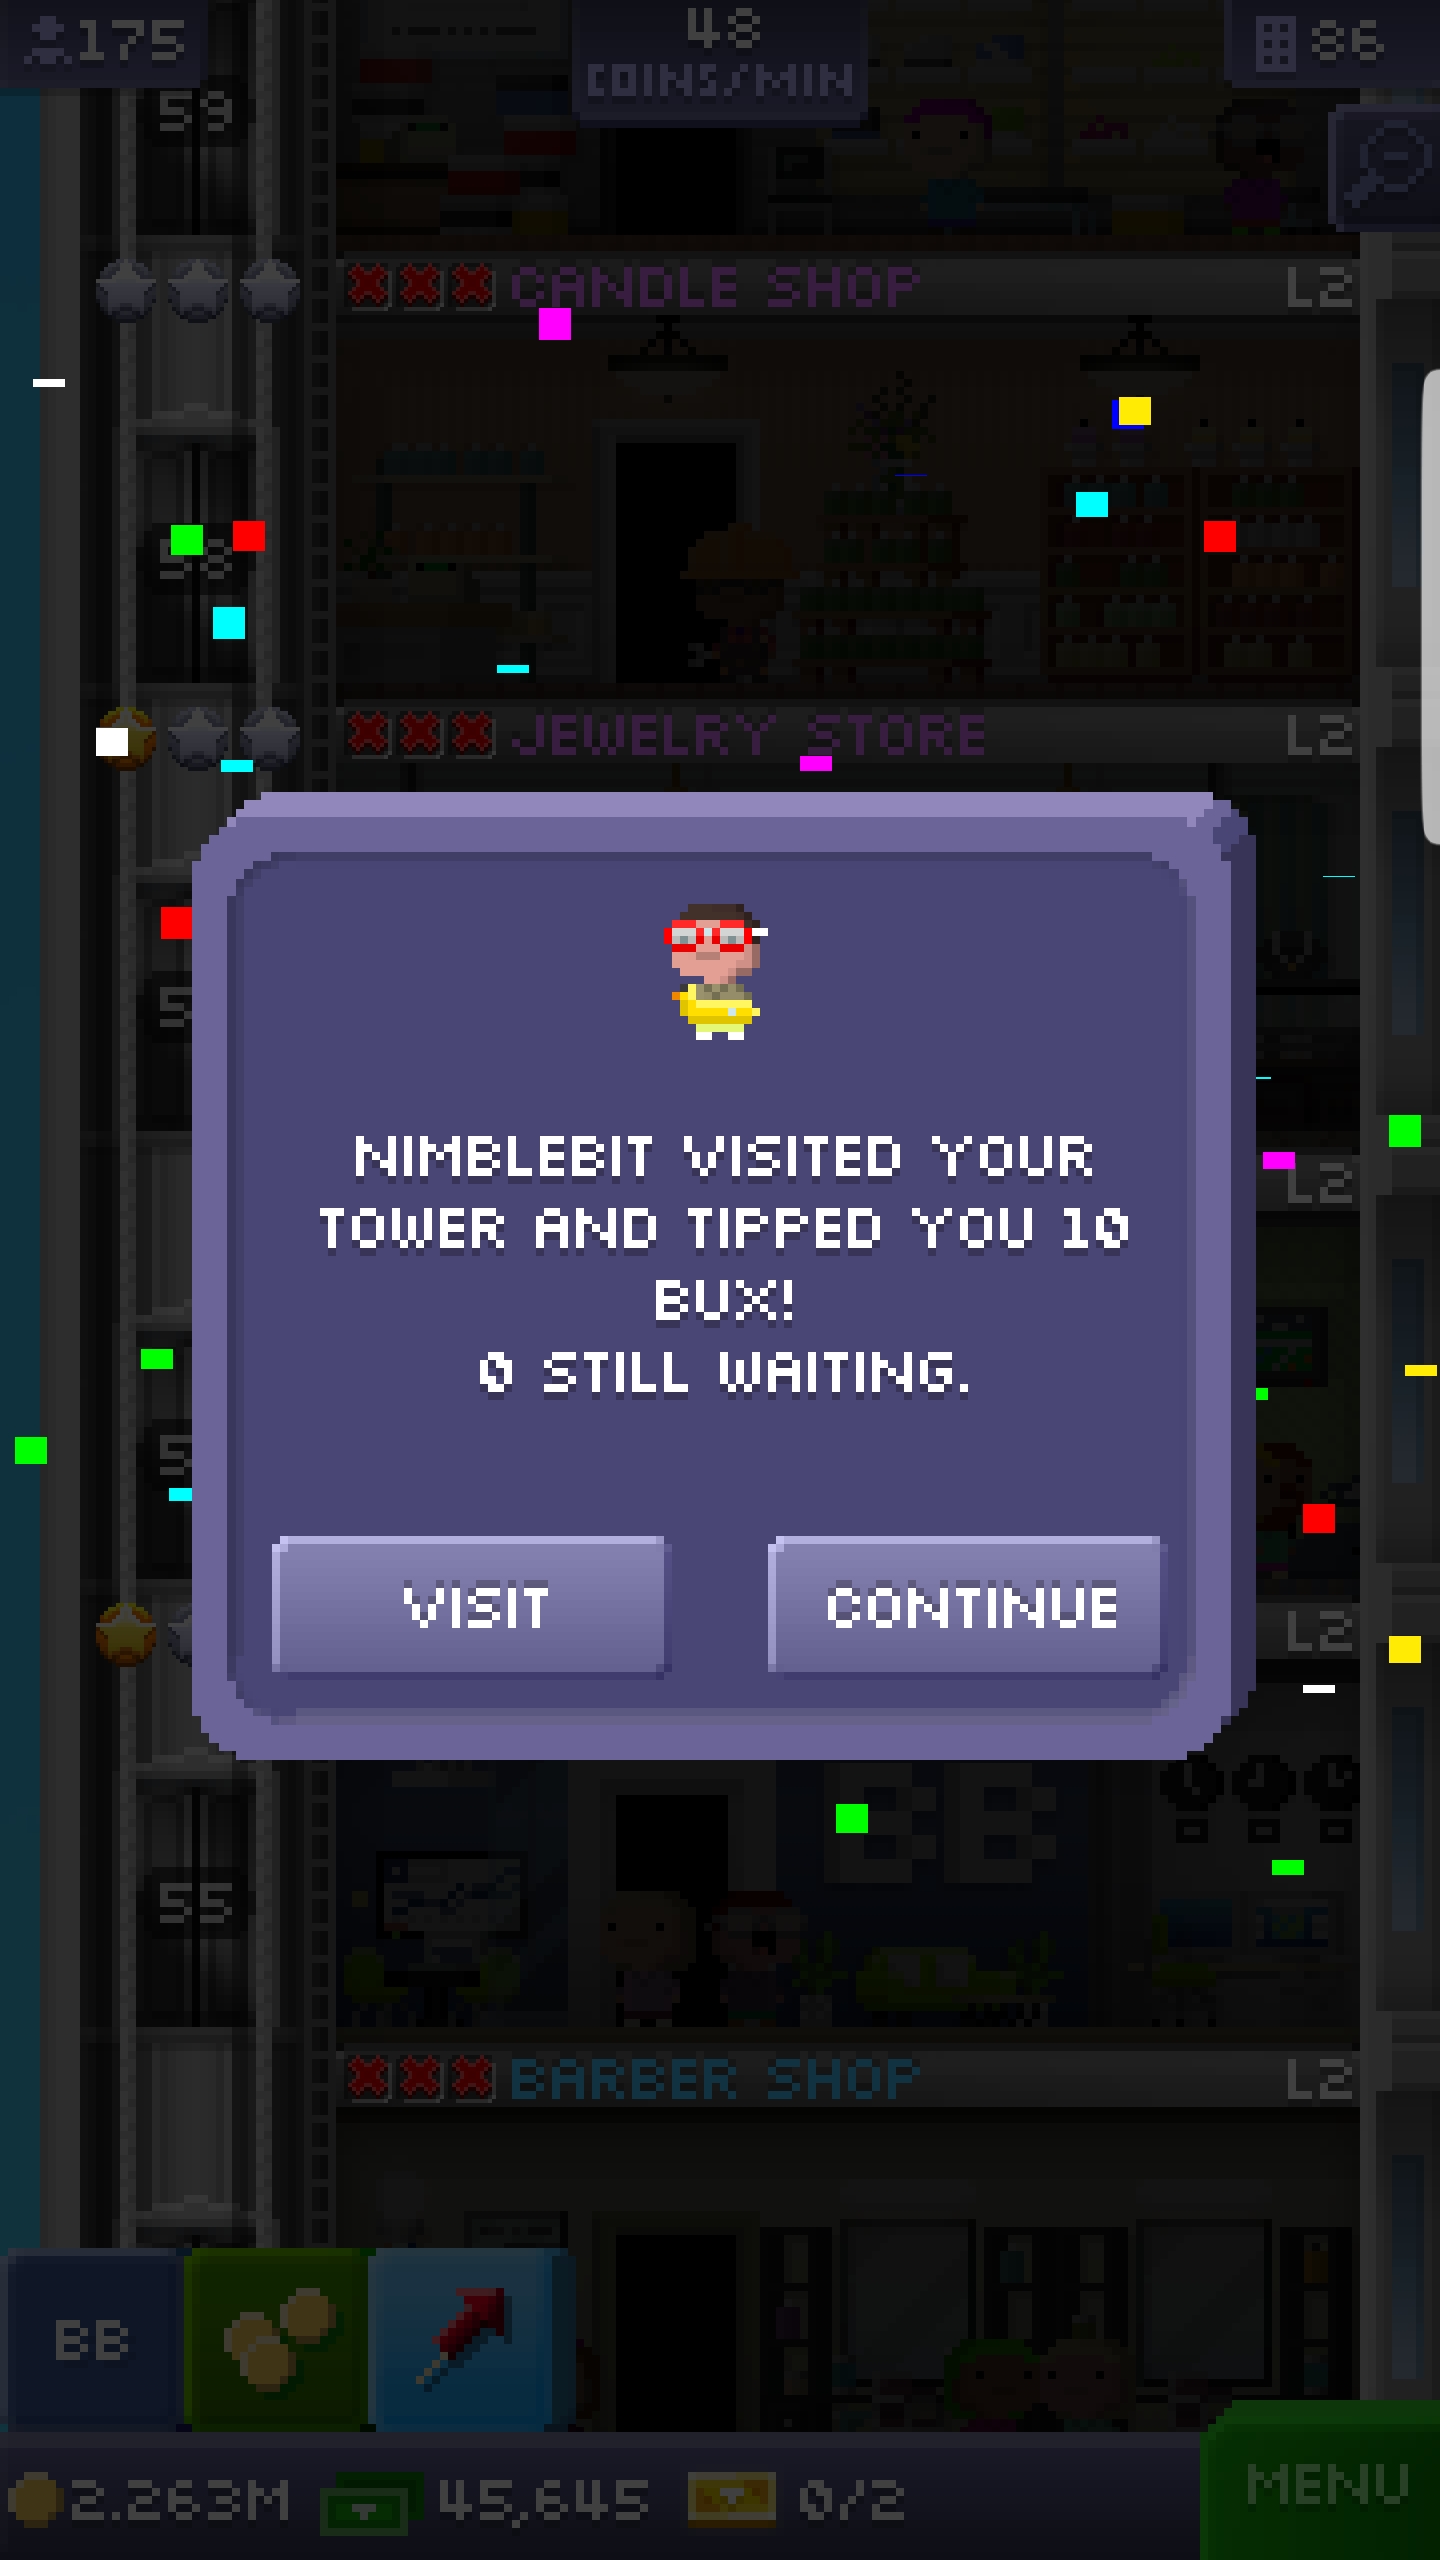 175
48
COINS/MIN
86
59
CANDLE SHOP L2
58
JEWELRY STORE L2
L2
NIMBLEBIT VISITED YOUR
TOWER AND TIPPED YOU 10
BUX!
0 STILL WAITING.
VISIT
CONTINUE
L2
55
BARBER SHOP L2
BB
2.263M
45,645
0/2
MENU